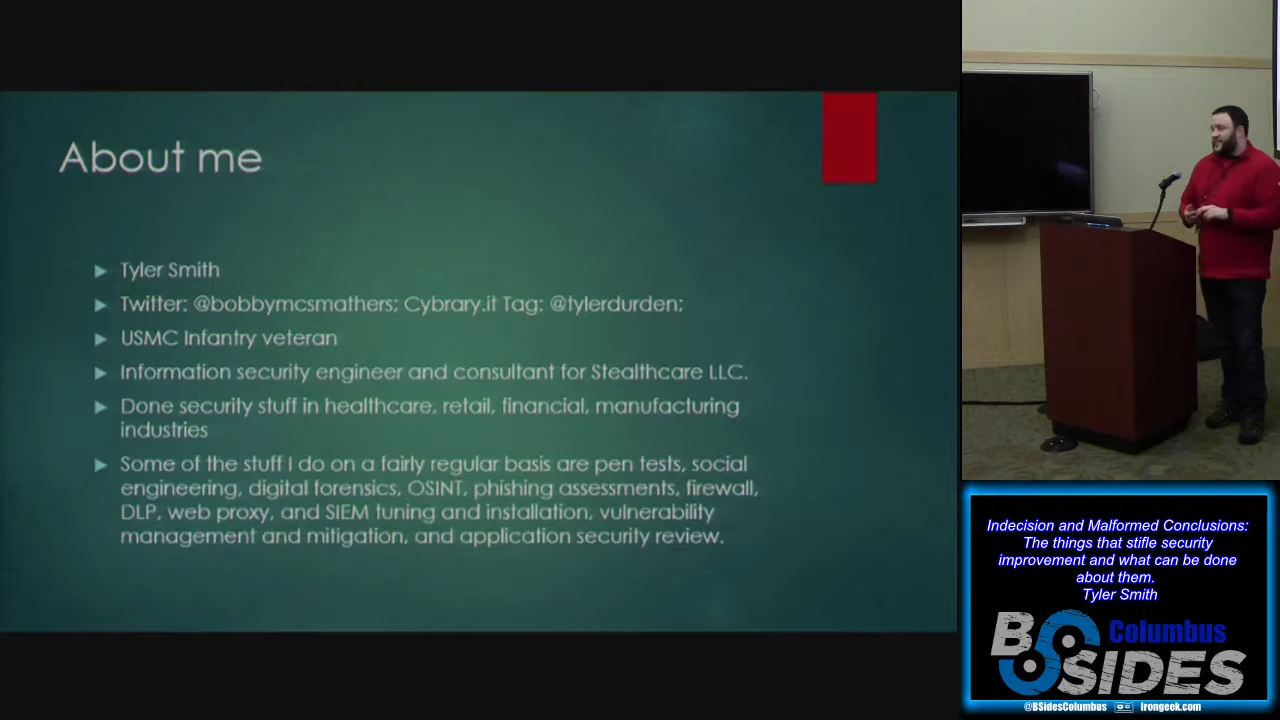 About me
Tyler Smith
Twitter: @bobbymcsmathers; Cybrary.it Tag: @tylerdurden;
USMC Infantry veteran
Information security engineer and consultant for Stealthcare LLC.
Done security stuff in healthcare, retail, financial, manufacturing
industries
Some of the stuff I do on a fairly regular basis are pen tests, social
engineering, digital forensics, OSINT, phishing assessments, firewall,
DLP, web proxy, and SIEM tuning and installation, vulnerability
management and mitigation, and application security review.
Indecision and Malformed Conclusions:
The things that stifle security
improvement and what can be done
about them.
Tyler Smith
BSIDES Columbus
@BSidesColumbus Irongeek.com